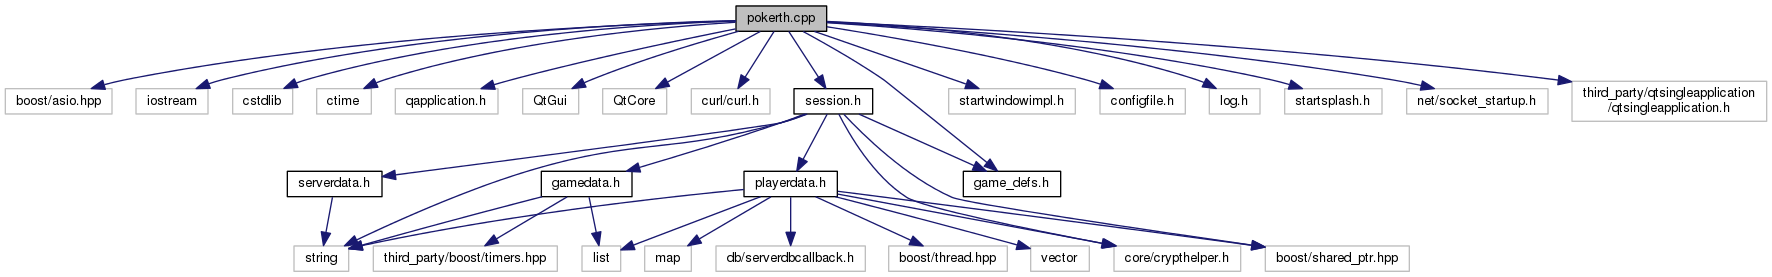 pokerth.cpp
boost/asio.hpp
iostream
cstdlib
ctime
qapplication.h
QtGui
QtCore
curl/curl.h
session.h
startwindowimpl.h
configfile.h
log.h
startsplash.h
net/socket_startup.h
third_party/qtsingleapplication
/qtsingleapplication.h
serverdata.h
gamedata.h
playerdata.h
game_defs.h
string
third_party/boost/timers.hpp
list
map
db/serverdbcallback.h
boost/thread.hpp
vector
core/crypthelper.h
boost/shared_ptr.hpp